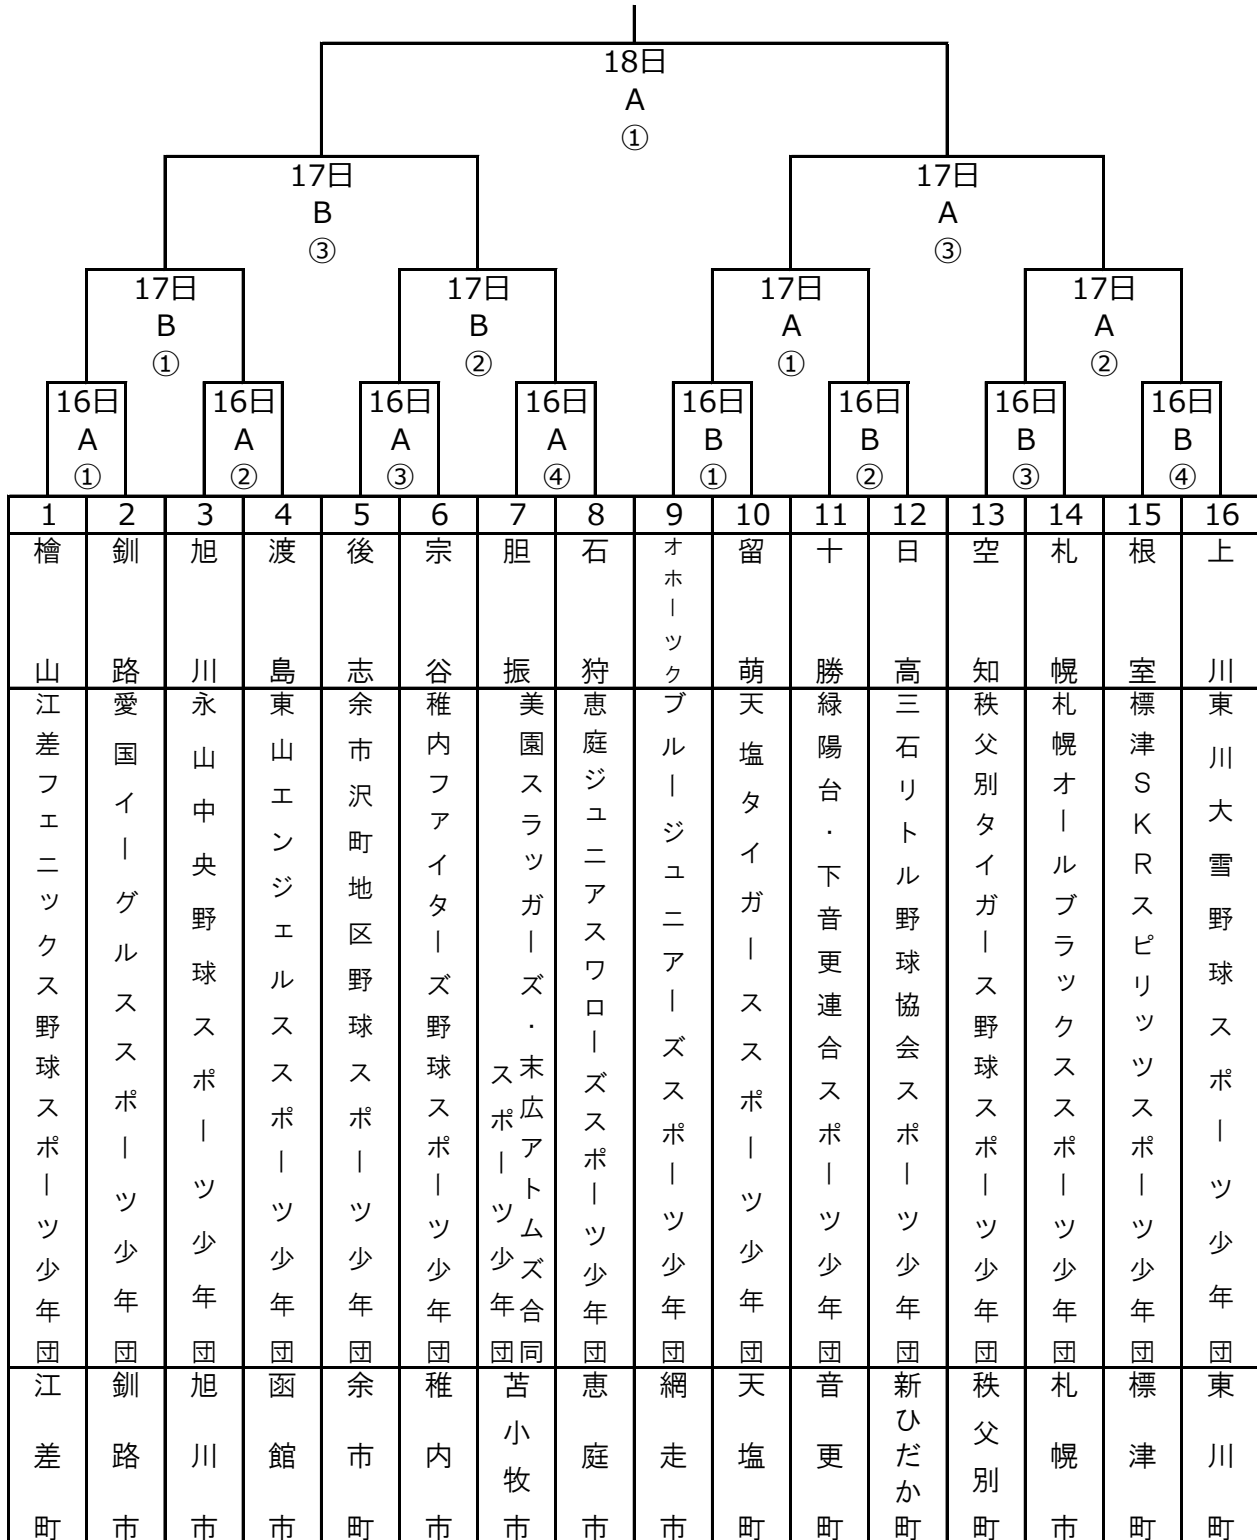 18日
A
①
17日
B
③
17日
A
③
17日
B
①
17日
B
②
17日
A
①
17日
A
②
16日
A
①
16日
A
②
16日
A
③
16日
A
④
16日
B
①
16日
B
②
16日
B
③
16日
B
④
1 2 3 4 5 6 7 8 9 10 11 12 13 14 15 16
檜山
釧路
旭川
渡島
後志
宗谷
胆振
石狩
オホーツク
留萌
十勝
日高
空知
札幌
根室
上川
江差フェニックス野球スポーツ少年団
愛国イーグルスポーツ少年団
永山中央野球スポーツ少年団
東山エンジェルススポーツ少年団
余市沢町地区野球スポーツ少年団
稚内ファイターズ野球スポーツ少年団
美園スラッガーズ・末広アトムズ合同
スポーツ少年団
恵庭ジュニアスワローズスポーツ少年団
ブルージュニアーズスポーツ少年団
天塩タイガーススポーツ少年団
緑陽台・下音更連合スポーツ少年団
三石リトル野球協会スポーツ少年団
秩父別タイガース野球スポーツ少年団
札幌オールブラックススポーツ少年団
標津ＳＫＲスピリッツスポーツ少年団
東川大雪野球スポーツ少年団
江差町
釧路市
旭川市
函館市
余市町
稚内市
苫小牧市
恵庭市
網走市
天塩町
音更町
新ひだか町
秩父別町
札幌市
標津町
東川町